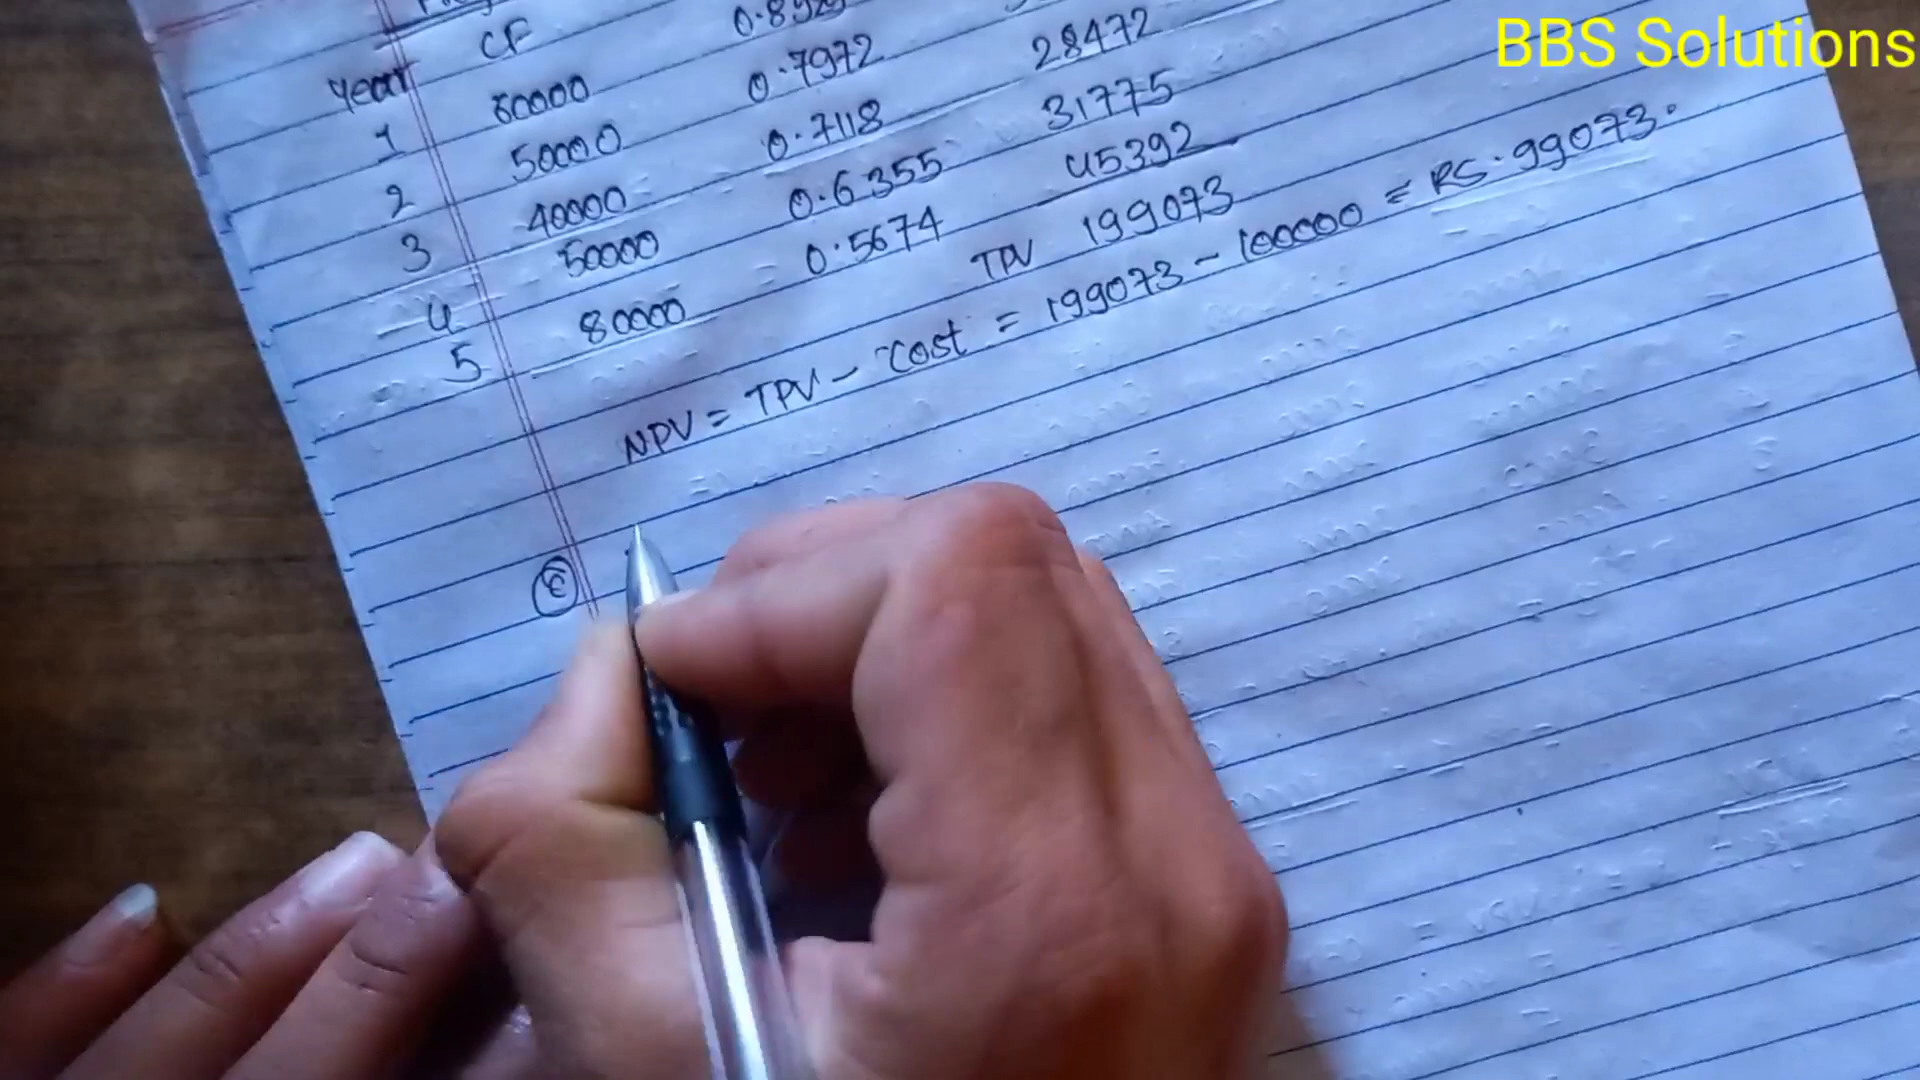 BBS Solutions
Year CF
1 60000 0.8929
2 50000 0.7972
3 40000 0.7118 28472
4 50000 0.6355 31775
5 80000 0.5674 45392
TPV 199073
NPV = TPV - Cost = 199073 - 100000 = RS. 99073.